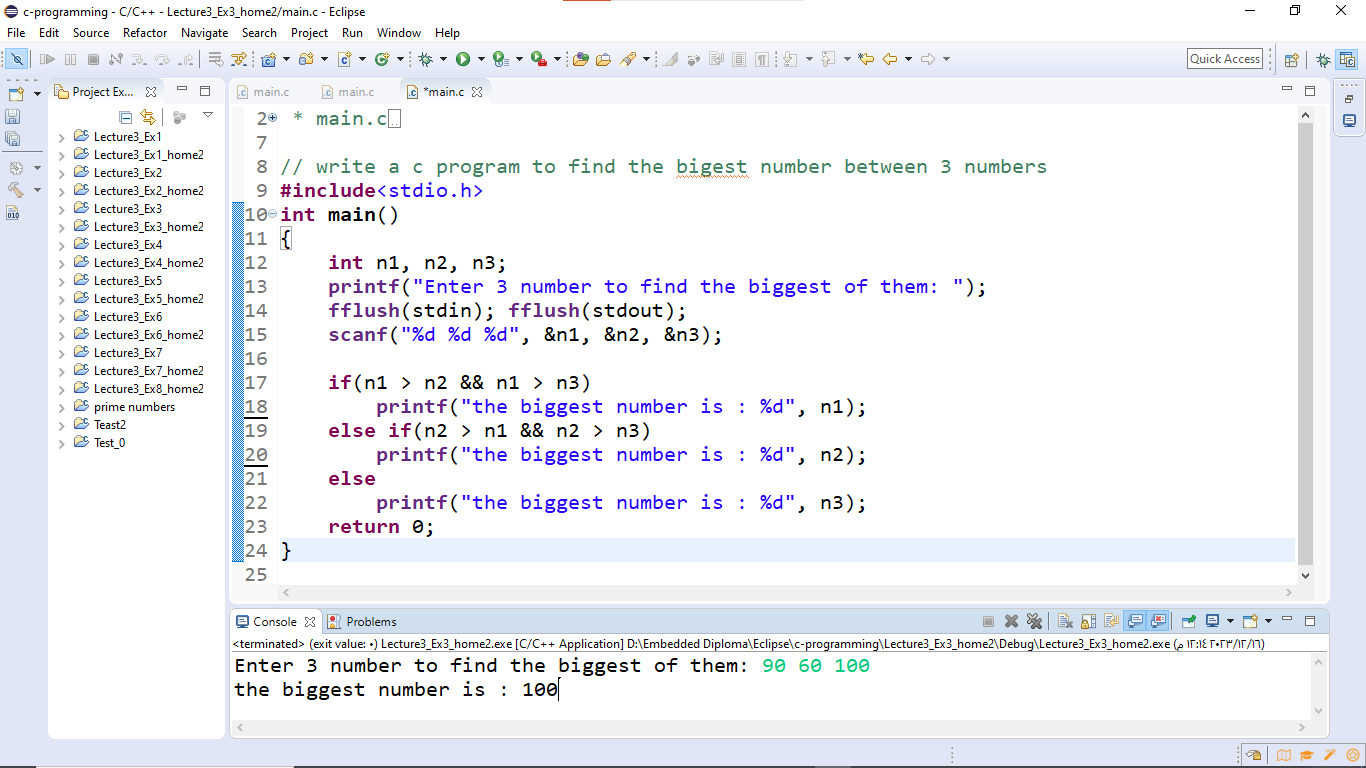 c-programming - C/C++ - Lecture3_Ex3_home2/main.c - Eclipse
File Edit Source Refactor Navigate Search Project Run Window Help
Quick Access
Project Ex...
main.c
main.c
*main.c
Lecture3_Ex1
Lecture3_Ex1_home2
Lecture3_Ex2
Lecture3_Ex2_home2
Lecture3_Ex3
Lecture3_Ex3_home2
Lecture3_Ex4
Lecture3_Ex4_home2
Lecture3_Ex5
Lecture3_Ex5_home2
Lecture3_Ex6
Lecture3_Ex6_home2
Lecture3_Ex7
Lecture3_Ex7_home2
Lecture3_Ex8_home2
prime numbers
Teast2
Test_0
2 * main.c
7
8 // write a c program to find the bigest number between 3 numbers
9 #include<stdio.h>
10 int main()
11 {
12 int n1, n2, n3;
13 printf("Enter 3 number to find the biggest of them: ");
14 fflush(stdin); fflush(stdout);
15 scanf("%d %d %d", &n1, &n2, &n3);
16
17 if(n1 > n2 && n1 > n3)
18 printf("the biggest number is : %d", n1);
19 else if(n2 > n1 && n2 > n3)
20 printf("the biggest number is : %d", n2);
21 else
22 printf("the biggest number is : %d", n3);
23 return 0;
24 }
25
Console Problems
<terminated> (exit value: ٠) Lecture3_Ex3_home2.exe [C/C++ Application] D:\Embedded Diploma\Eclipse\c-programming\Lecture3_Ex3_home2\Debug\Lecture3_Ex3_home2.exe (٢٠٢٣/١٢/١٦ ١٢:١٤ م)
Enter 3 number to find the biggest of them: 90 60 100
the biggest number is : 100